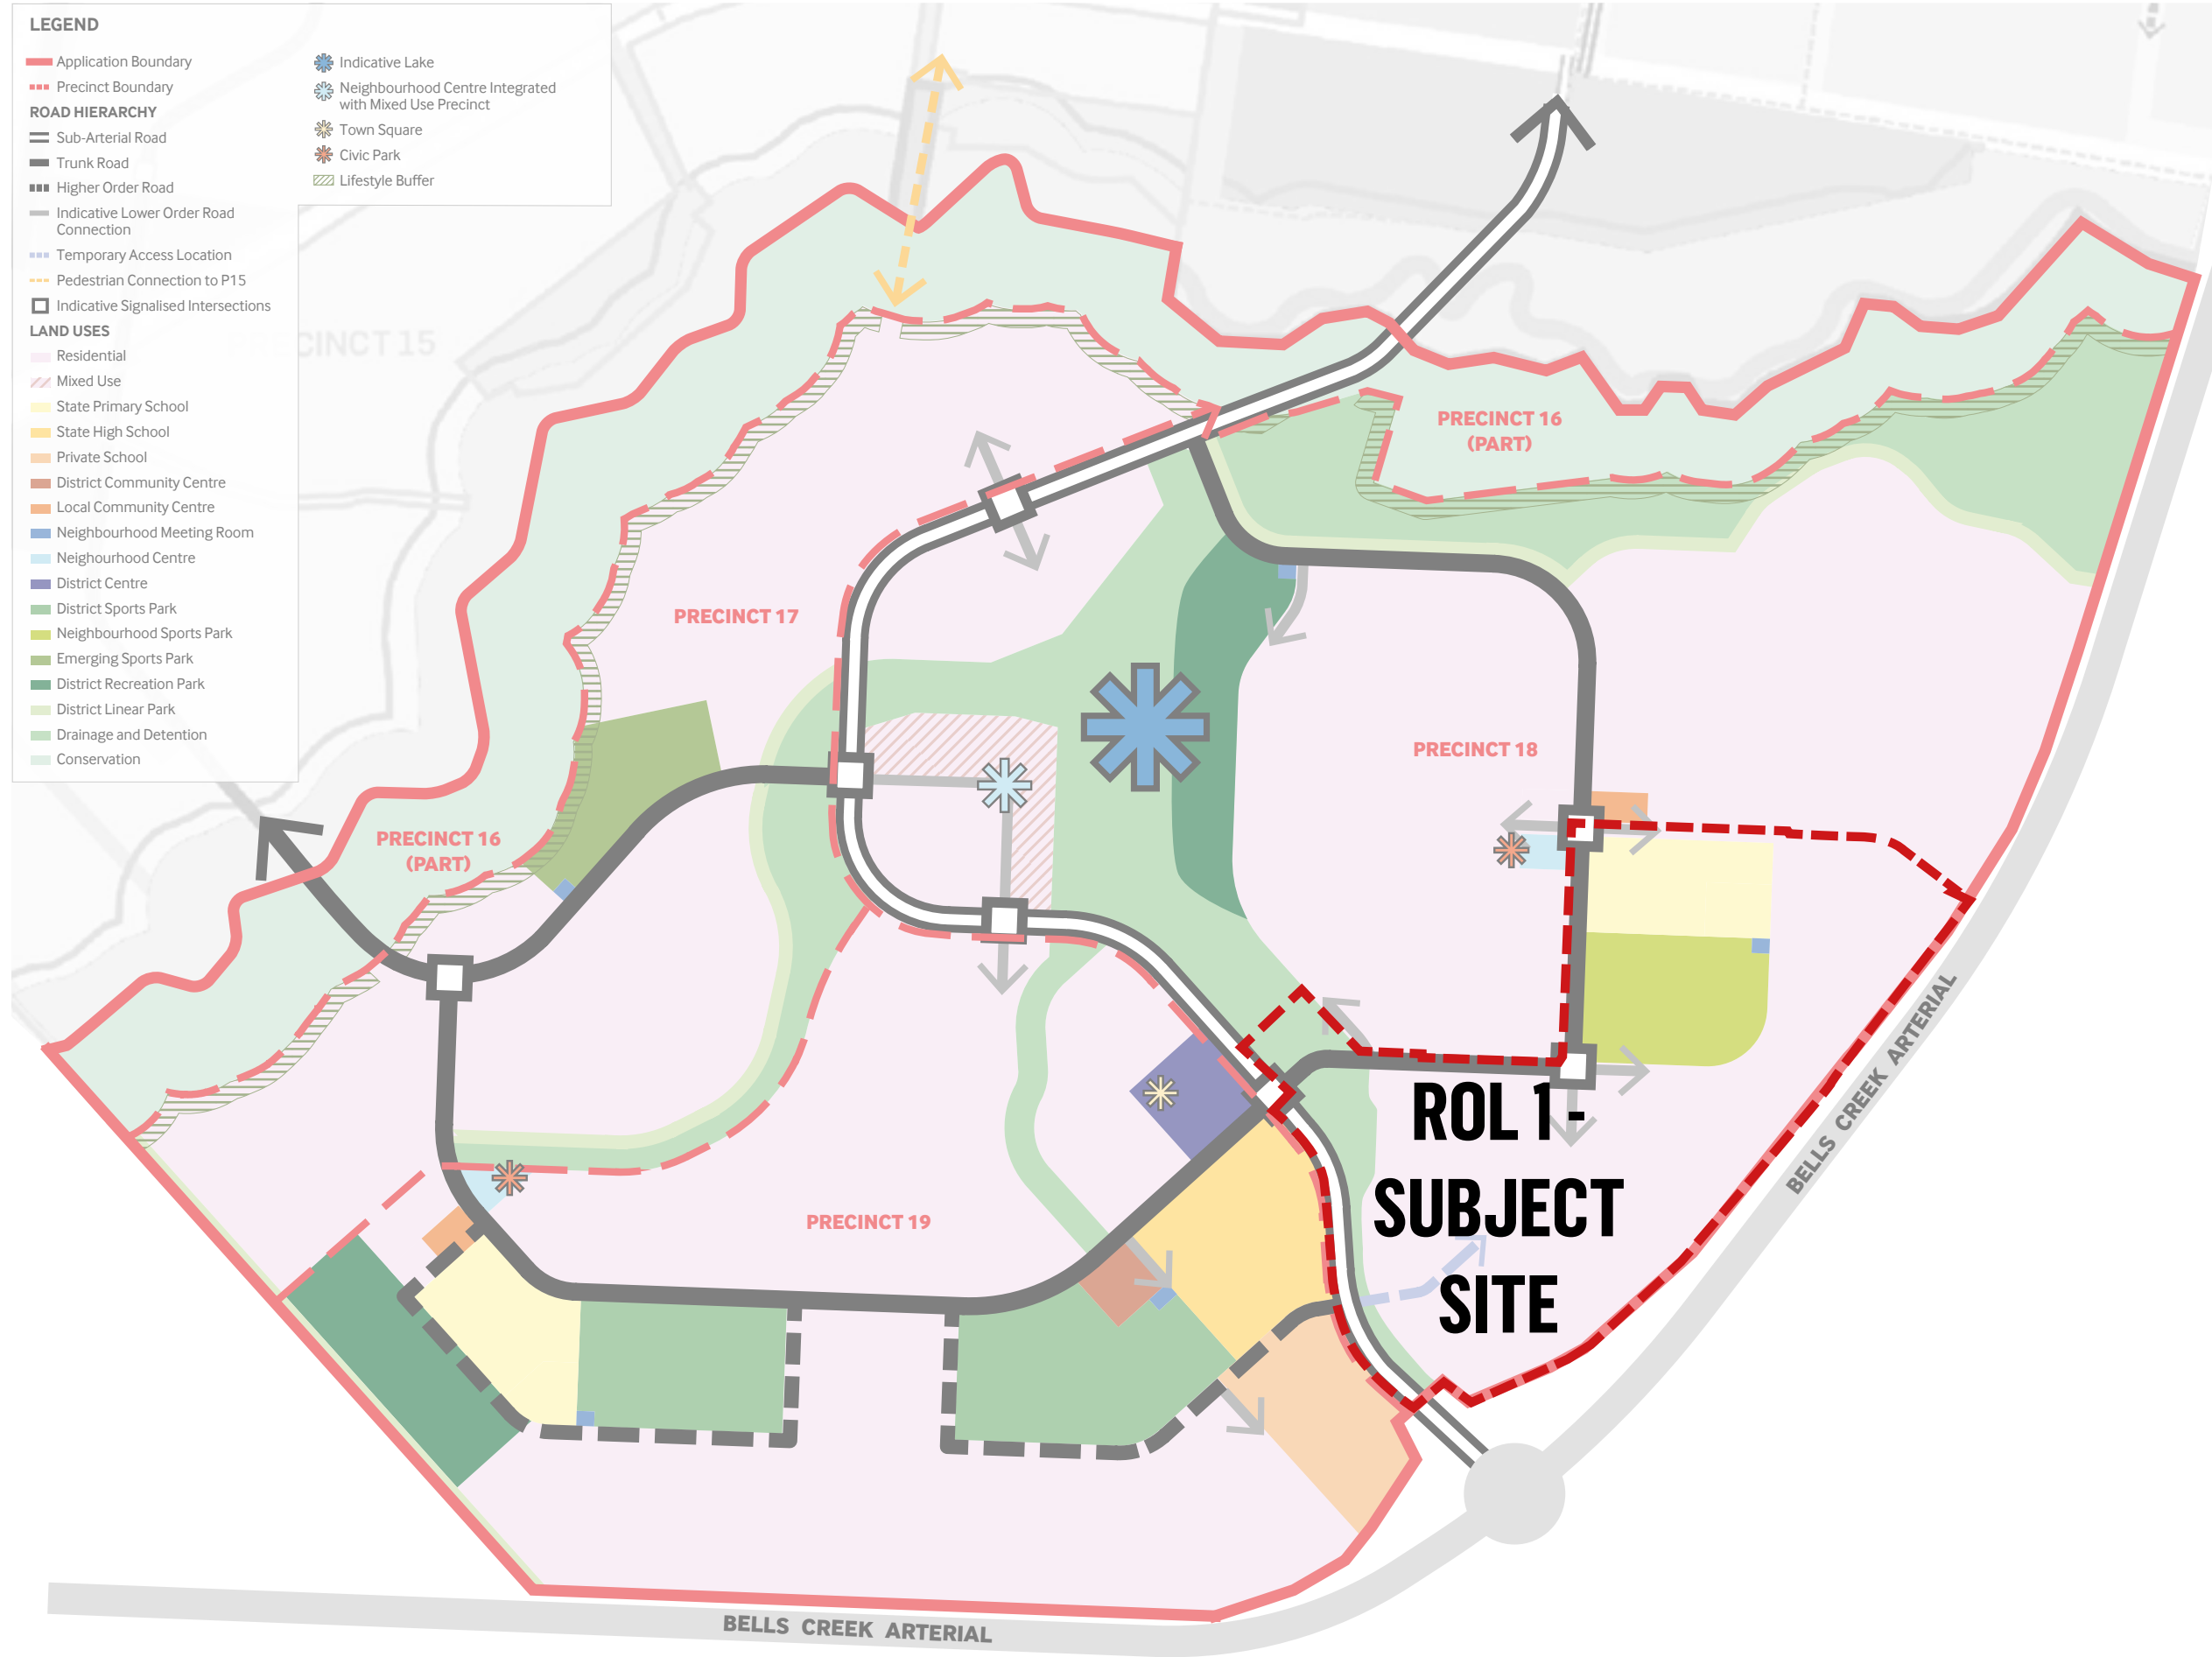 LEGEND
Application Boundary
Precinct Boundary
ROAD HIERARCHY
Sub-Arterial Road
Trunk Road
Higher Order Road
Indicative Lower Order Road
Connection
Temporary Access Location
Pedestrian Connection to P15
Indicative Signalised Intersections
LAND USES
Residential
Mixed Use
State Primary School
State High School
Private School
District Community Centre
Local Community Centre
Neighbourhood Meeting Room
Neighourhood Centre
District Centre
District Sports Park
Neighbourhood Sports Park
Emerging Sports Park
District Recreation Park
District Linear Park
Drainage and Detention
Conservation
Indicative Lake
Neighbourhood Centre Integrated
with Mixed Use Precinct
Town Square
Civic Park
Lifestyle Buffer
PRECINCT 15
PRECINCT 16
(PART)
PRECINCT 17
PRECINCT 18
PRECINCT 16
(PART)
BELLS CREEK ARTERIAL
ROL 1 -
SUBJECT
SITE
PRECINCT 19
BELLS CREEK ARTERIAL